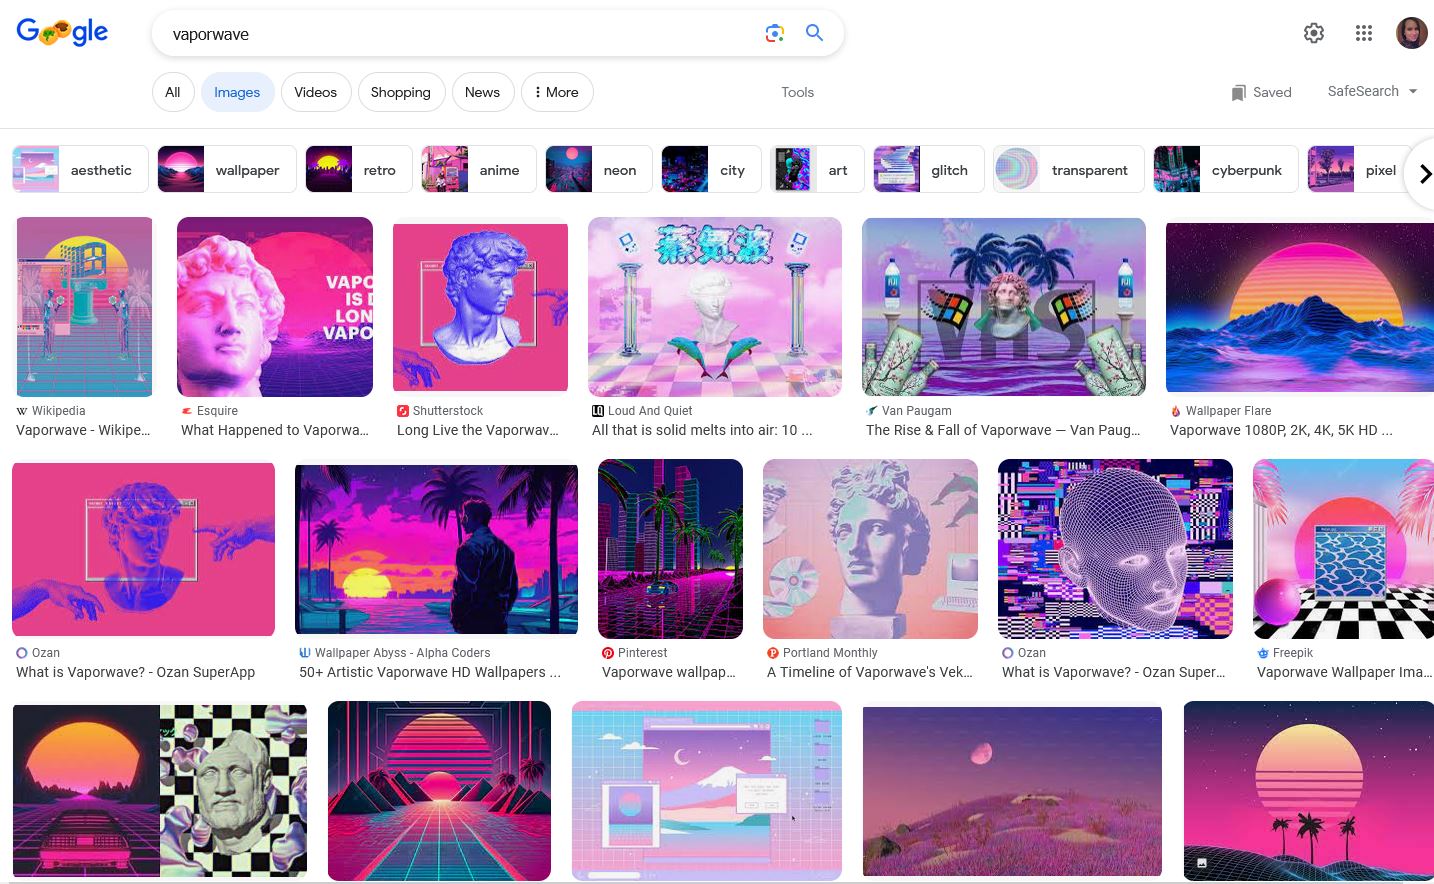 Google
vaporwave
All
Images
Videos
Shopping
News
More
Tools
Saved
SafeSearch
aesthetic
wallpaper
retro
anime
neon
city
art
glitch
transparent
cyberpunk
pixel
VAPO
IS D
LON
VAPO
蒸気波
FIJI
VHS
FIJI
Wikipedia
Vaporwave - Wikipe...
Esquire
What Happened to Vaporwa...
Shutterstock
Long Live the Vaporwav...
Loud And Quiet
All that is solid melts into air: 10 ...
Van Paugam
The Rise & Fall of Vaporwave — Van Paug...
Wallpaper Flare
Vaporwave 1080P, 2K, 4K, 5K HD ...
Ozan
What is Vaporwave? - Ozan SuperApp
Wallpaper Abyss - Alpha Coders
50+ Artistic Vaporwave HD Wallpapers ...
Pinterest
Vaporwave wallpap...
Portland Monthly
A Timeline of Vaporwave's Vek...
Ozan
What is Vaporwave? - Ozan Super...
Freepik
Vaporwave Wallpaper Ima...